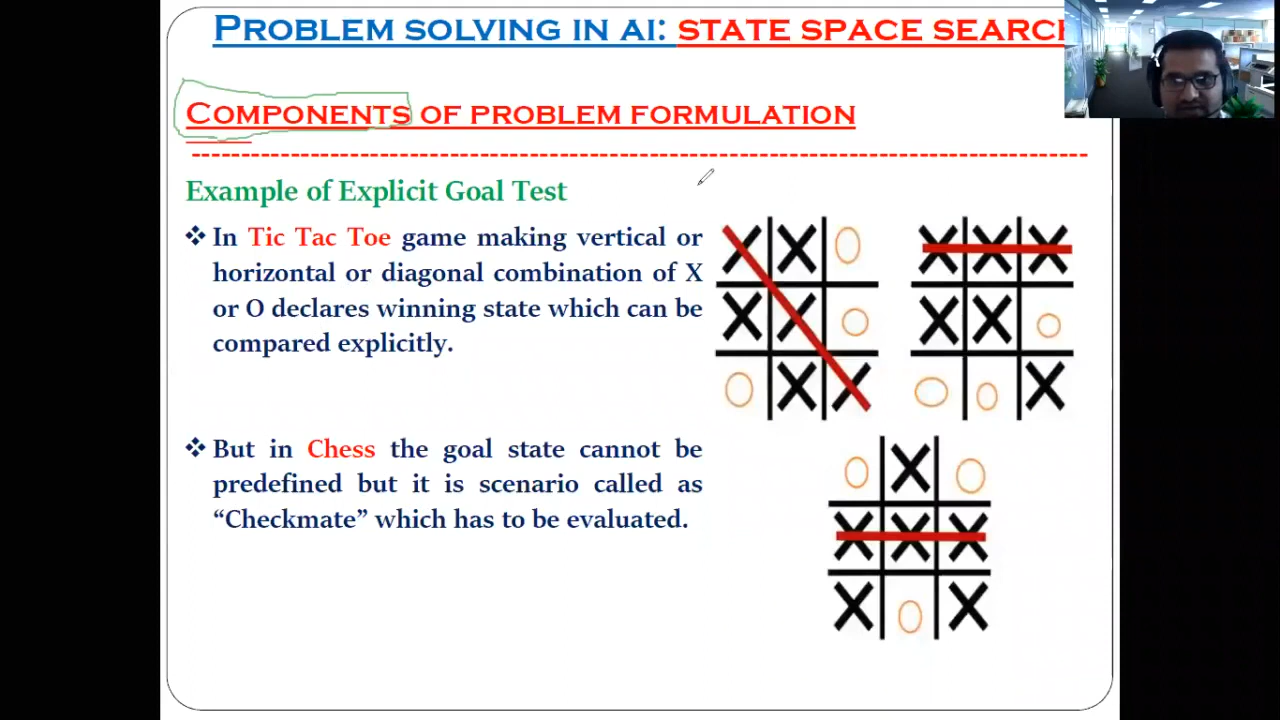 PROBLEM SOLVING IN AI: STATE SPACE SEARCH
COMPONENTS OF PROBLEM FORMULATION
Example of Explicit Goal Test
❖ In Tic Tac Toe game making vertical or
horizontal or diagonal combination of X
or O declares winning state which can be
compared explicitly.
❖ But in Chess the goal state cannot be
predefined but it is scenario called as
“Checkmate” which has to be evaluated.
X X O
X X O
O X X
X X X
X X O
O O X
O X O
X X X
X O X